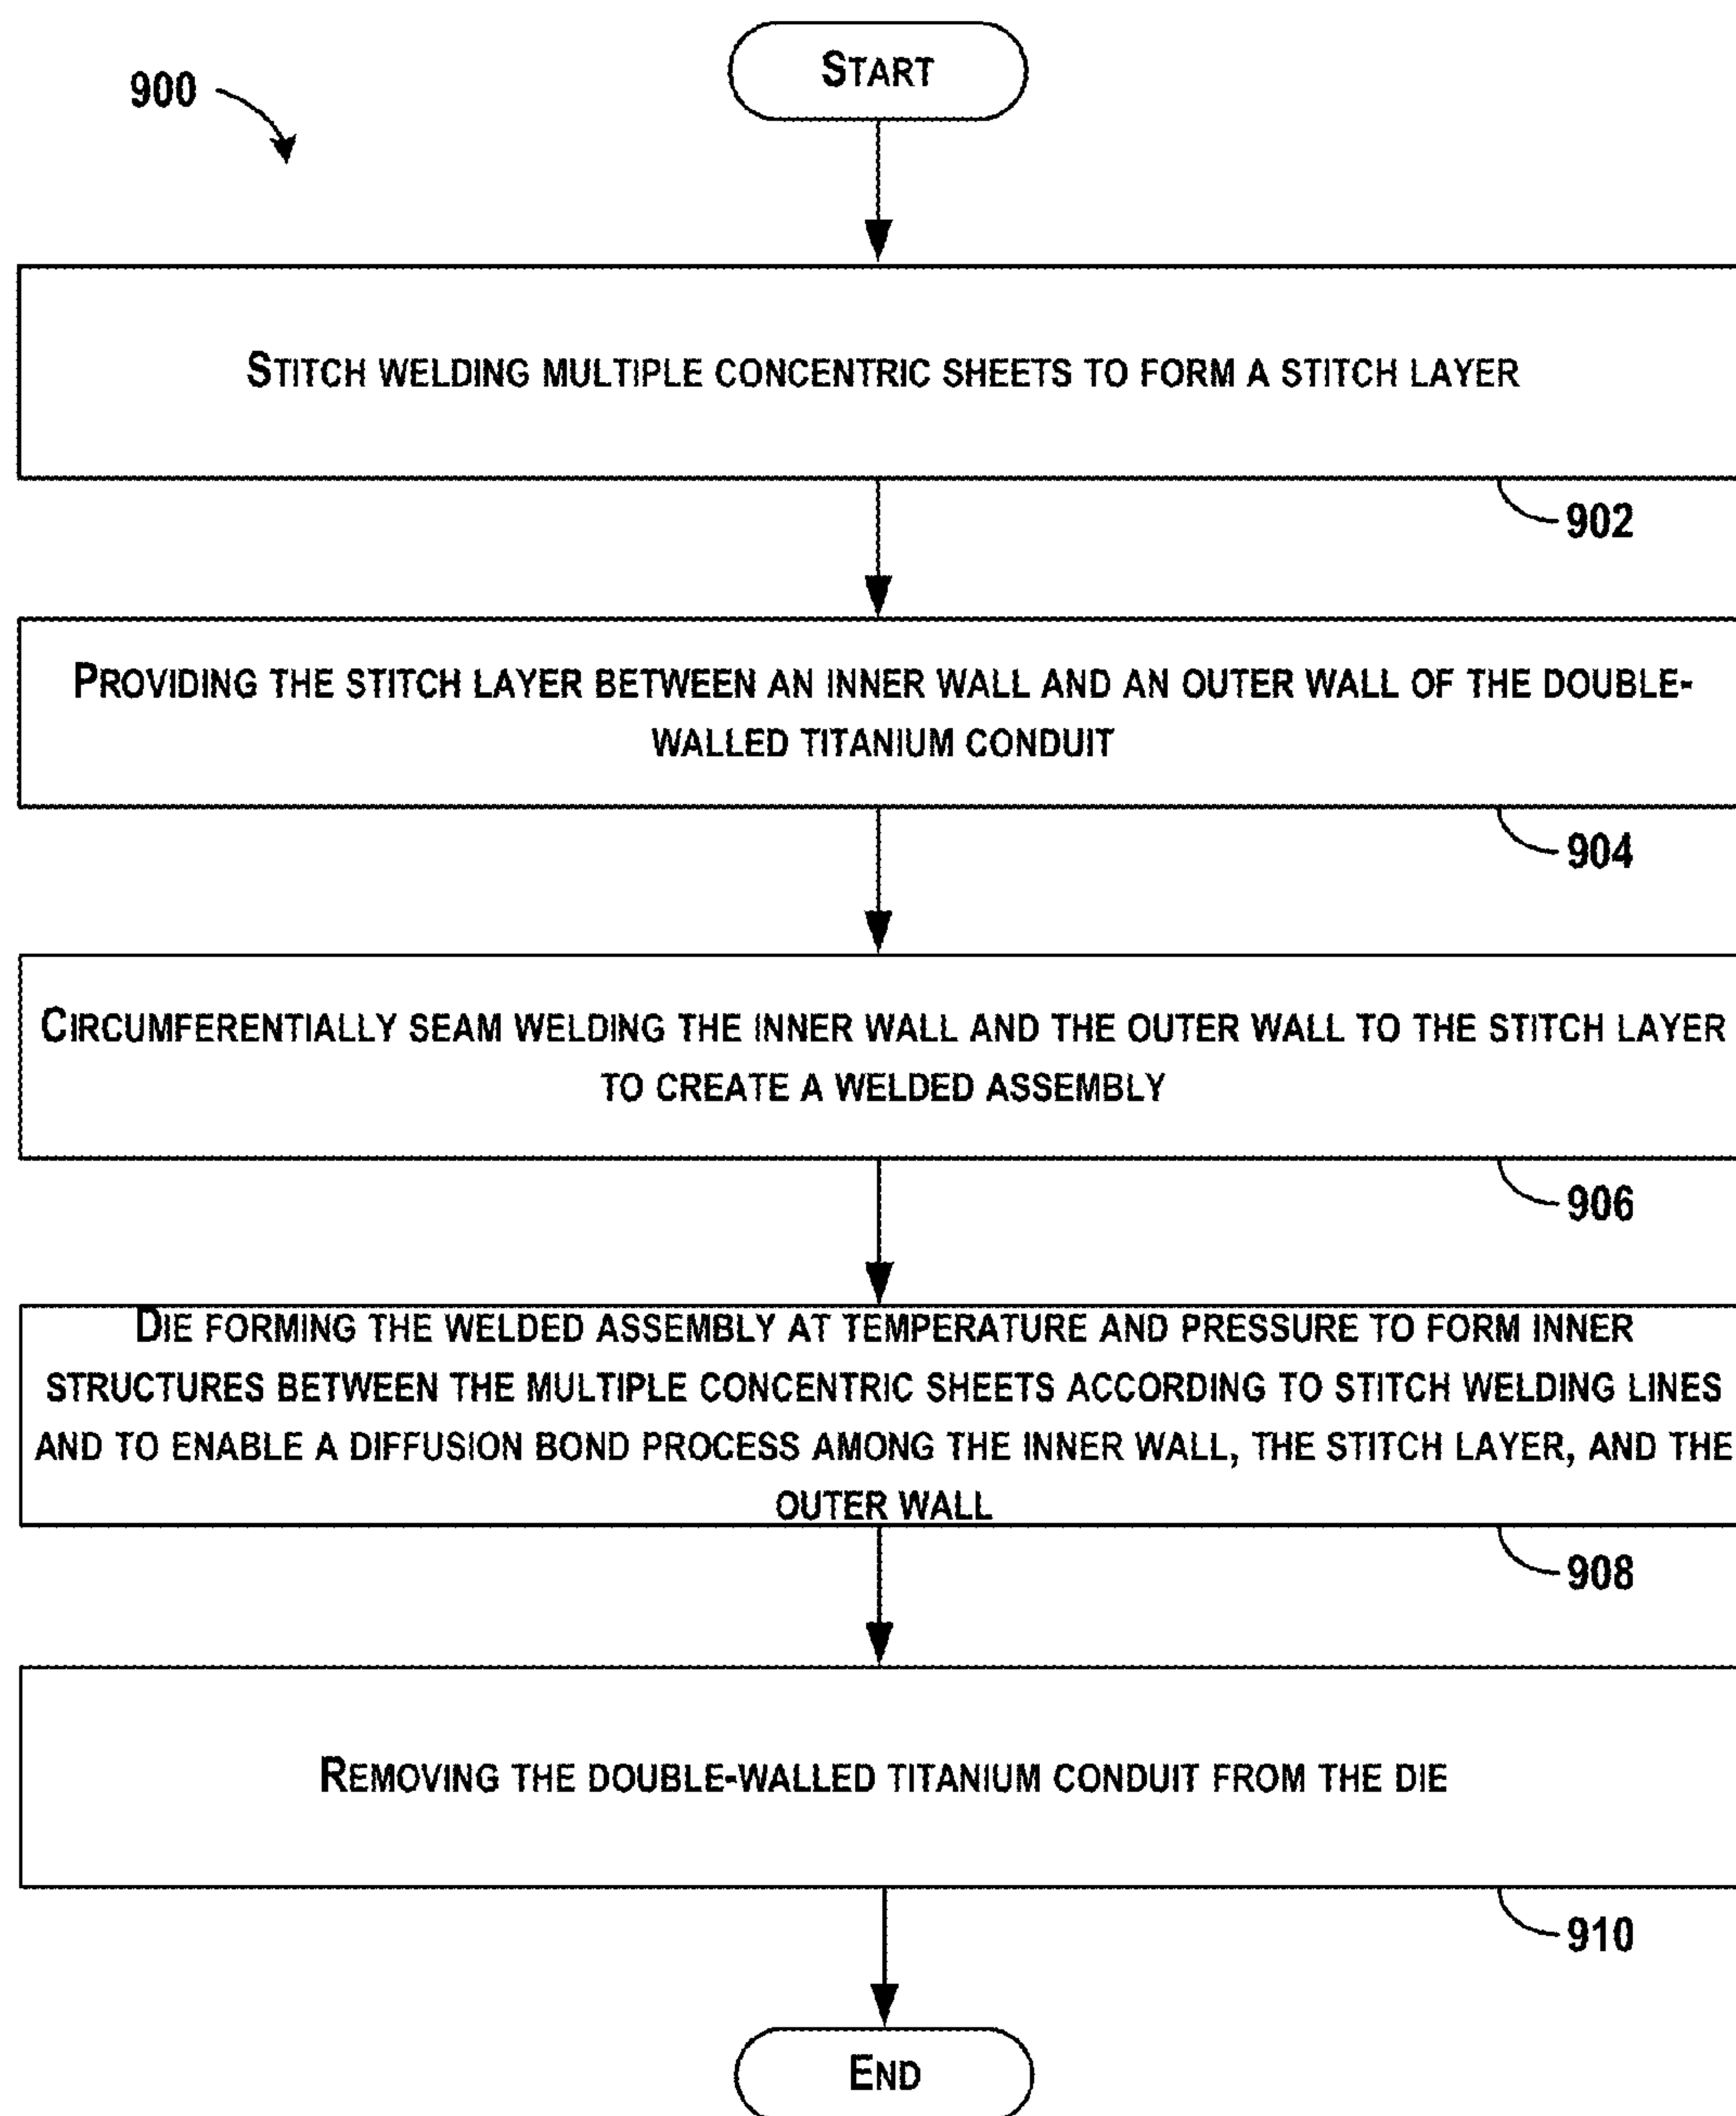 START
900
STITCH WELDING MULTIPLE CONCENTRIC SHEETS TO FORM A STITCH LAYER
902
PROVIDING THE STITCH LAYER BETWEEN AN INNER WALL AND AN OUTER WALL OF THE DOUBLE-
WALLED TITANIUM CONDUIT
904
CIRCUMFERENTIALLY SEAM WELDING THE INNER WALL AND THE OUTER WALL TO THE STITCH LAYER
TO CREATE A WELDED ASSEMBLY
906
DIE FORMING THE WELDED ASSEMBLY AT TEMPERATURE AND PRESSURE TO FORM INNER
STRUCTURES BETWEEN THE MULTIPLE CONCENTRIC SHEETS ACCORDING TO STITCH WELDING LINES
AND TO ENABLE A DIFFUSION BOND PROCESS AMONG THE INNER WALL, THE STITCH LAYER, AND THE
OUTER WALL
908
REMOVING THE DOUBLE-WALLED TITANIUM CONDUIT FROM THE DIE
910
END